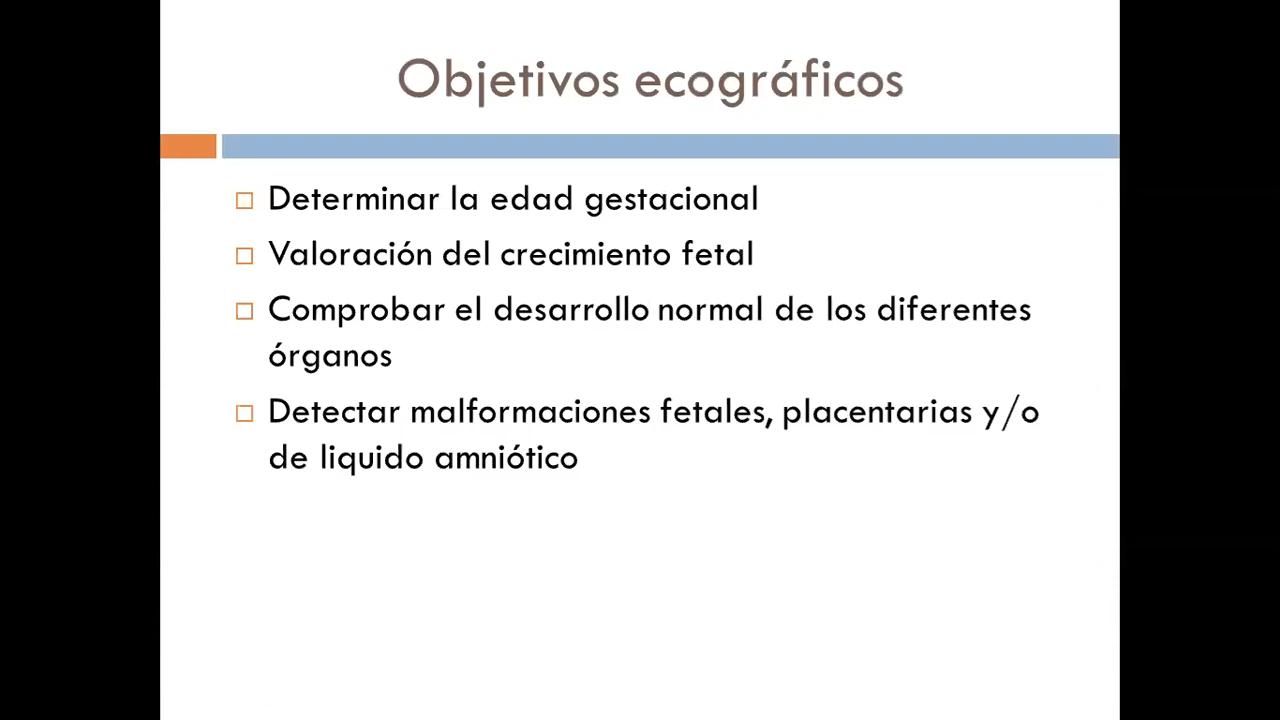 Objetivos ecográficos
Determinar la edad gestacional
Valoración del crecimiento fetal
Comprobar el desarrollo normal de los diferentes
órganos
Detectar malformaciones fetales, placentarias y/o
de liquido amniótico